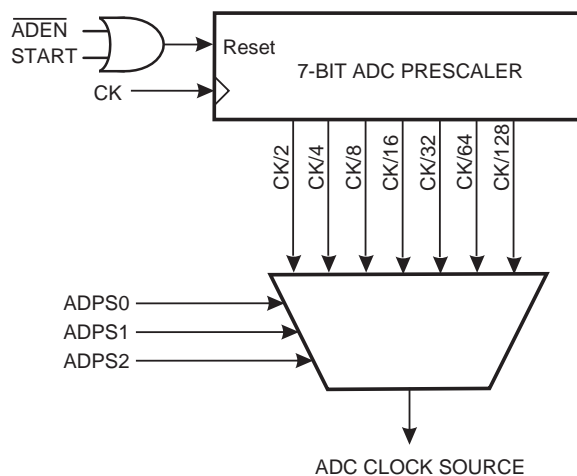 ADEN
START
Reset
7-BIT ADC PRESCALER
CK
CK/2
CK/4
CK/8
CK/16
CK/32
CK/64
CK/128
ADPS0
ADPS1
ADPS2
ADC CLOCK SOURCE